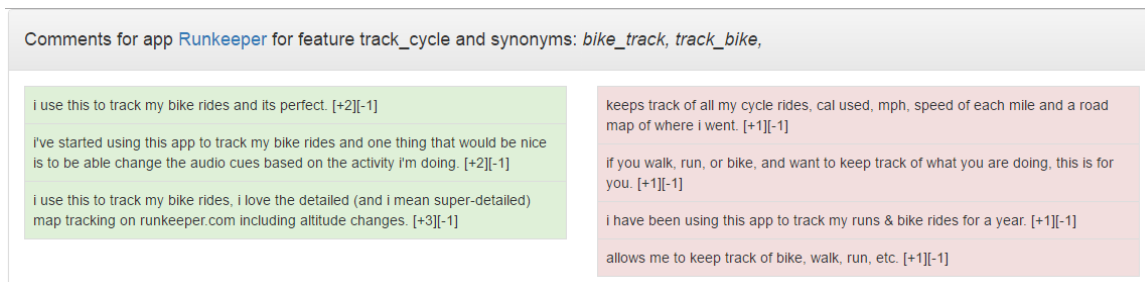 Comments for app Runkeeper for feature track_cycle and synonyms: bike_track, track_bike,
i use this to track my bike rides and its perfect. [+2][-1]
i've started using this app to track my bike rides and one thing that would be nice
is to be able change the audio cues based on the activity i'm doing. [+2][-1]
i use this to track my bike rides, i love the detailed (and i mean super-detailed)
map tracking on runkeeper.com including altitude changes. [+3][-1]
keeps track of all my cycle rides, cal used, mph, speed of each mile and a road
map of where i went. [+1][-1]
if you walk, run, or bike, and want to keep track of what you are doing, this is for
you. [+1][-1]
i have been using this app to track my runs & bike rides for a year. [+1][-1]
allows me to keep track of bike, walk, run, etc. [+1][-1]